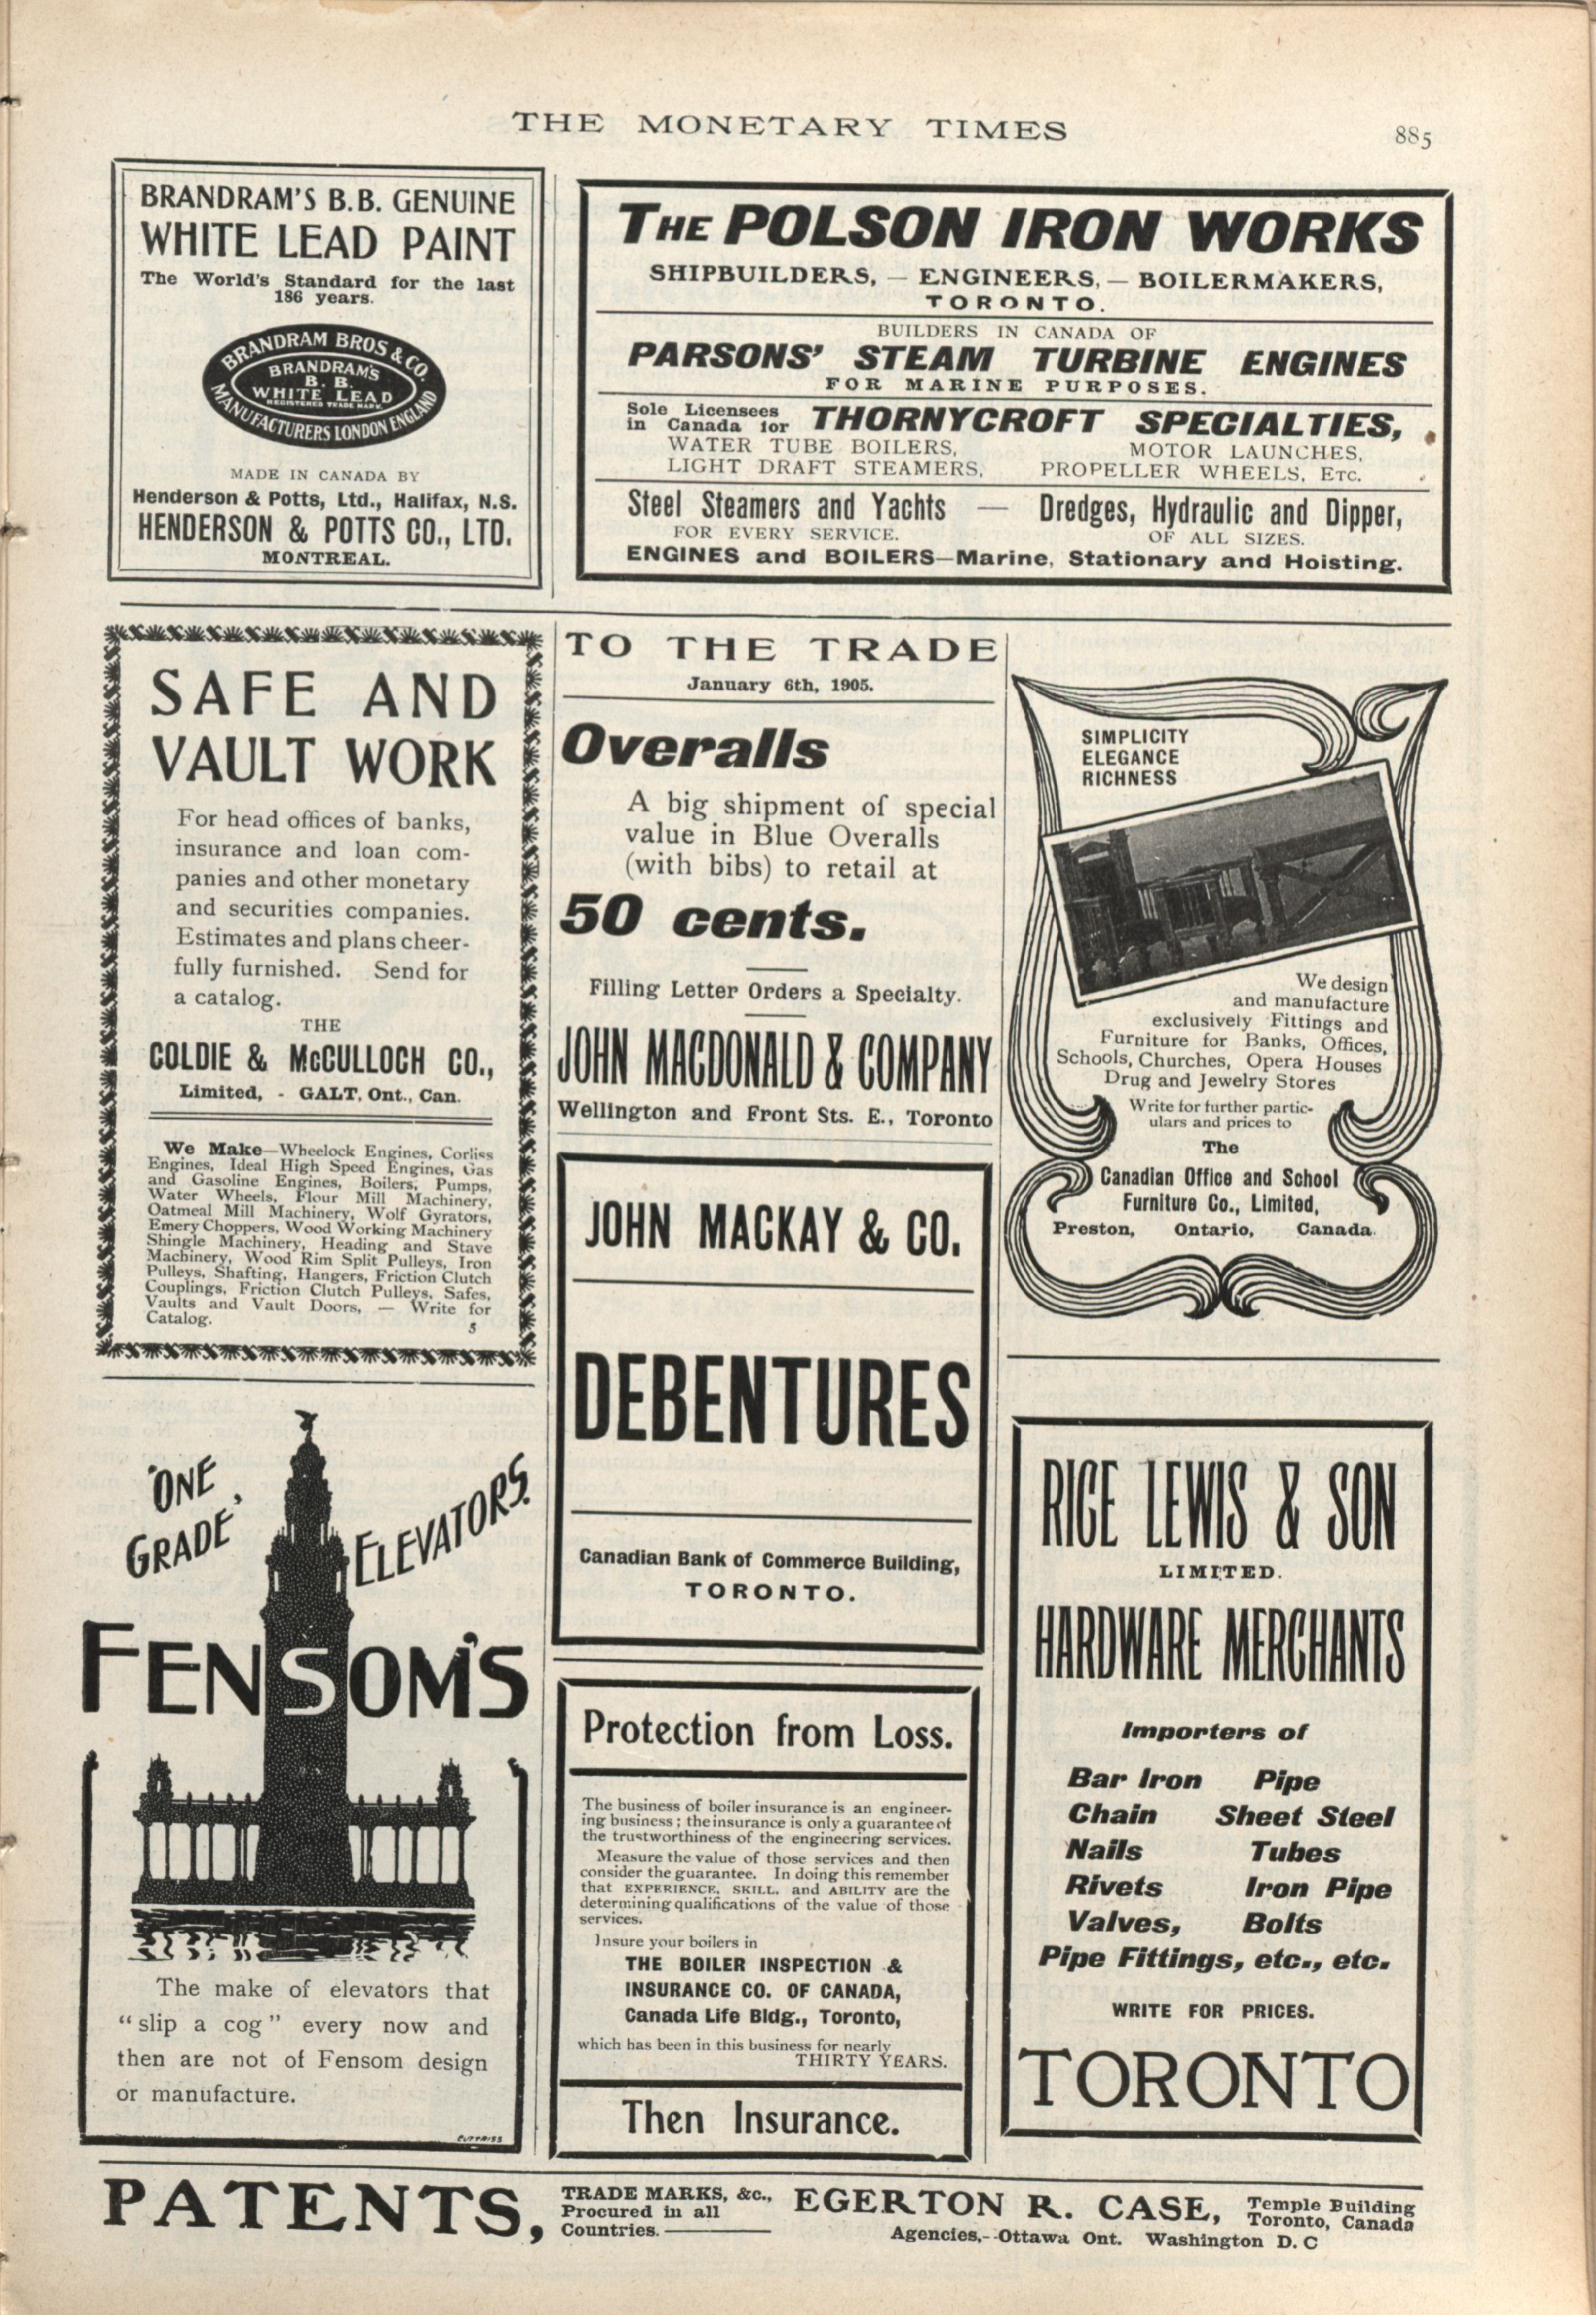 THE MONETARY TIMES
885
BRANDRAM'S B.B. GENUINE
WHITE LEAD PAINT
The World's Standard for the last
186 years.
BRANDRAM BROS & CO.
BRANDRAM'S
B. B.
WHITE LEAD
REGISTERED TRADE MARK.
MANUFACTURERS LONDON ENGLAND
MADE IN CANADA BY
Henderson & Potts, Ltd., Halifax, N.S.
HENDERSON & POTTS CO., LTD.
MONTREAL.
THE POLSON IRON WORKS
SHIPBUILDERS, — ENGINEERS, — BOILERMAKERS,
TORONTO.
BUILDERS IN CANADA OF
PARSONS' STEAM TURBINE ENGINES
FOR MARINE PURPOSES.
Sole Licensees
in Canada for
THORNYCROFT SPECIALTIES,
WATER TUBE BOILERS, MOTOR LAUNCHES,
LIGHT DRAFT STEAMERS, PROPELLER WHEELS, ETC.
Steel Steamers and Yachts — Dredges, Hydraulic and Dipper,
FOR EVERY SERVICE. OF ALL SIZES.
ENGINES and BOILERS—Marine, Stationary and Hoisting.
SAFE AND
VAULT WORK
For head offices of banks,
insurance and loan com-
panies and other monetary
and securities companies.
Estimates and plans cheer-
fully furnished. Send for
a catalog.
THE
COLDIE & McCULLOCH CO.,
Limited, - GALT, Ont., Can.
We Make—Wheelock Engines, Corliss
Engines, Ideal High Speed Engines, Gas
and Gasoline Engines, Boilers, Pumps,
Water Wheels, Flour Mill Machinery,
Oatmeal Mill Machinery, Wolf Gyrators,
Emery Choppers, Wood Working Machinery
Shingle Machinery, Heading and Stave
Machinery, Wood Rim Split Pulleys, Iron
Pulleys, Shafting, Hangers, Friction Clutch
Couplings, Friction Clutch Pulleys, Safes,
Vaults and Vault Doors, — Write for
Catalog. 5
TO THE TRADE
January 6th, 1905.
Overalls
A big shipment of special
value in Blue Overalls
(with bibs) to retail at
50 cents.
Filling Letter Orders a Specialty.
JOHN MACDONALD & COMPANY
Wellington and Front Sts. E., Toronto
SIMPLICITY
ELEGANCE
RICHNESS
We design
and manufacture
exclusively Fittings and
Furniture for Banks, Offices,
Schools, Churches, Opera Houses
Drug and Jewelry Stores
Write for further partic-
ulars and prices to
The
Canadian Office and School
Furniture Co., Limited,
Preston, Ontario, Canada.
JOHN MACKAY & CO.
DEBENTURES
Canadian Bank of Commerce Building,
TORONTO.
'ONE
GRADE'
ELEVATORS.
FENSOM'S
The make of elevators that
"slip a cog" every now and
then are not of Fensom design
or manufacture.
Protection from Loss.
The business of boiler insurance is an engineer-
ing business; the insurance is only a guarantee of
the trustworthiness of the engineering services.
Measure the value of those services and then
consider the guarantee. In doing this remember
that EXPERIENCE, SKILL, and ABILITY are the
determining qualifications of the value of those
services.
Insure your boilers in
THE BOILER INSPECTION &
INSURANCE CO. OF CANADA,
Canada Life Bldg., Toronto,
which has been in this business for nearly
THIRTY YEARS.
Then Insurance.
RICE LEWIS & SON
LIMITED.
HARDWARE MERCHANTS
Importers of
Bar Iron Pipe
Chain Sheet Steel
Nails Tubes
Rivets Iron Pipe
Valves, Bolts
Pipe Fittings, etc., etc.
WRITE FOR PRICES.
TORONTO
PATENTS,
TRADE MARKS, &c.,
Procured in all
Countries.
EGERTON R. CASE,
Temple Building
Toronto, Canada
Agencies,--Ottawa Ont. Washington D. C